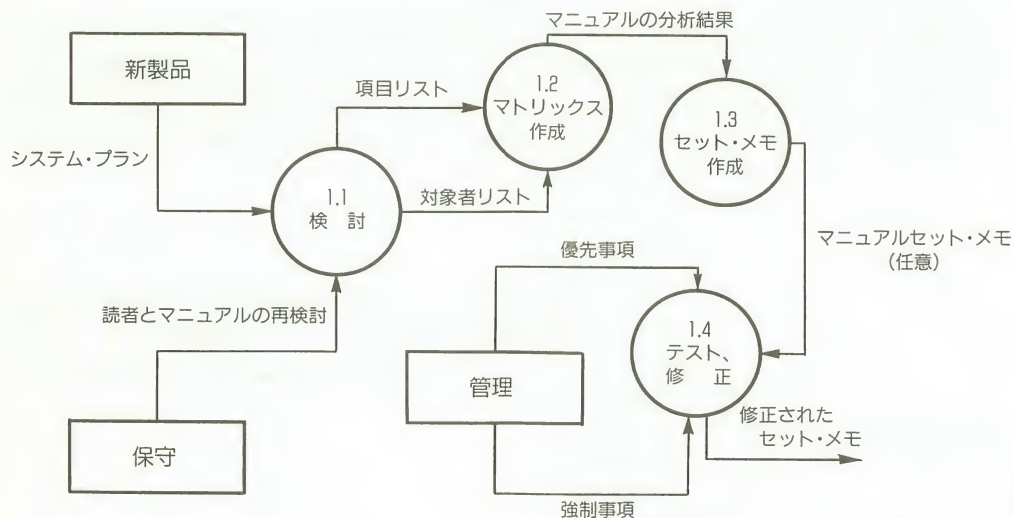 マニュアルの分析結果
新製品
項目リスト
1.2
マトリックス
作成
1.3
セット・メモ
作成
システム・プラン
1.1
検　討
対象者リスト
マニュアルセット・メモ
（任意）
優先事項
読者とマニュアルの再検討
1.4
テスト、
修　正
管理
修正された
セット・メモ
保守
強制事項